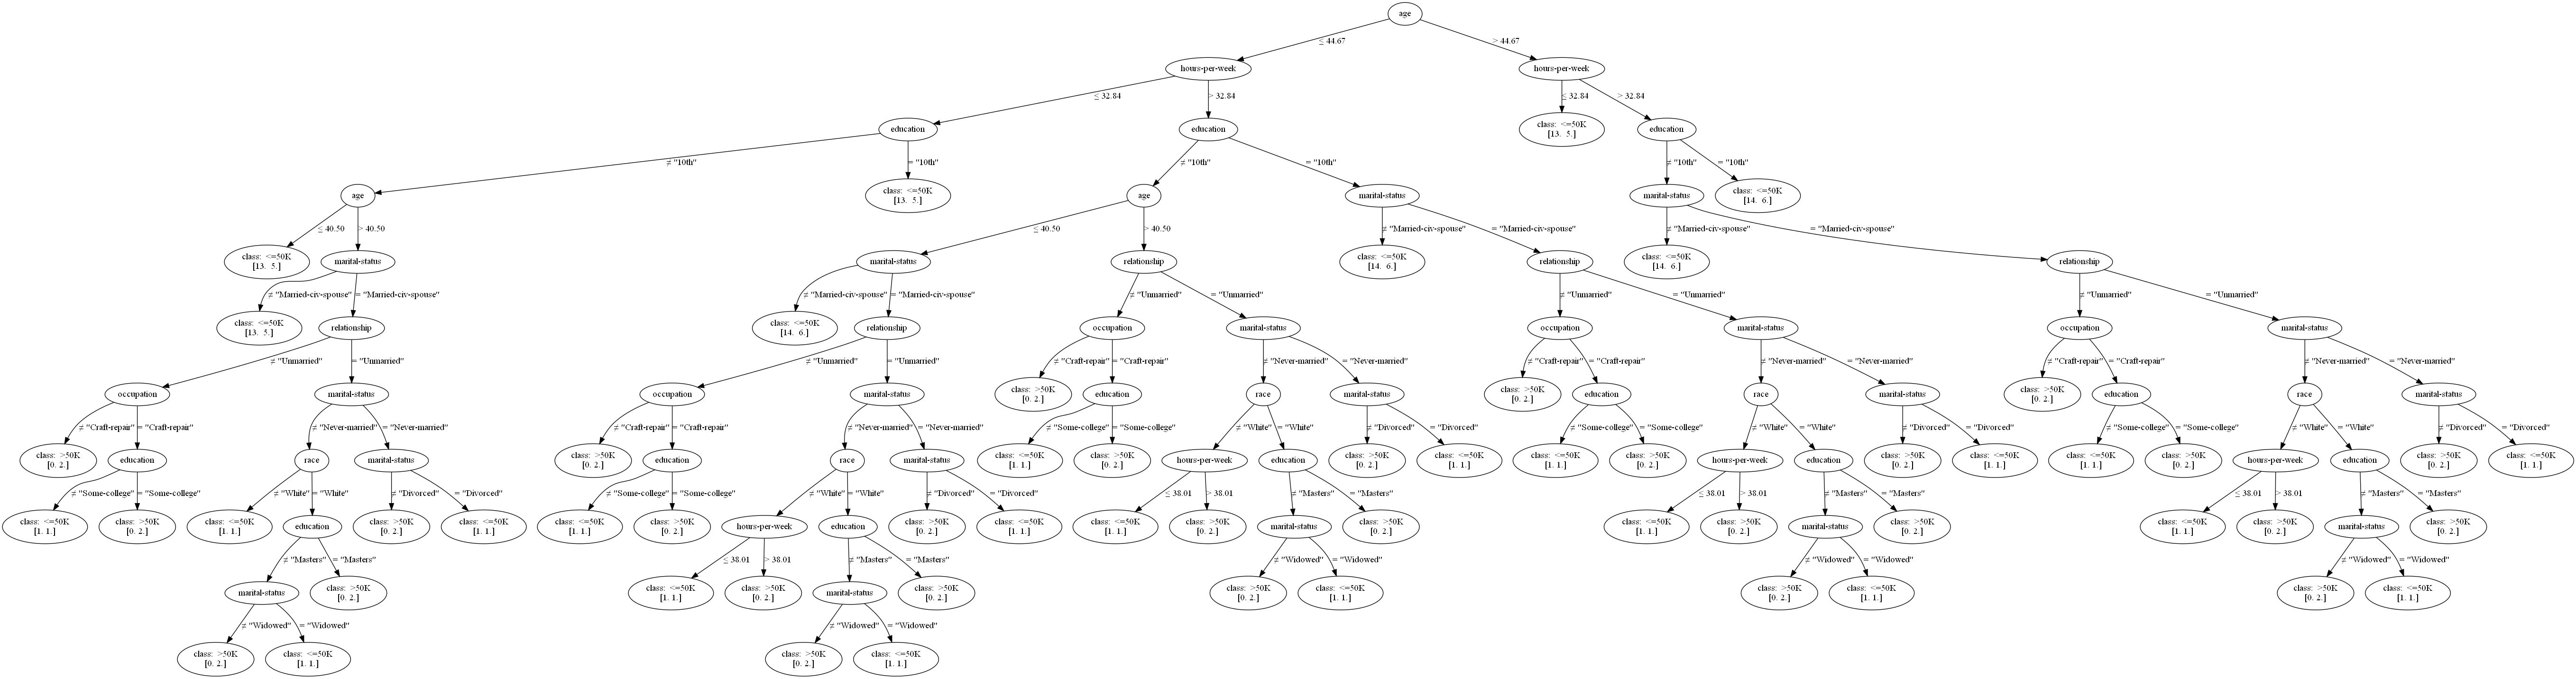 age
≤ 44.67
> 44.67
hours-per-week
hours-per-week
≤ 32.84
> 32.84
≤ 32.84
> 32.84
education
education
class: <=50K
[13. 5.]
education
≠ "10th"
= "10th"
≠ "10th"
= "10th"
≠ "10th"
= "10th"
age
class: <=50K
[13. 5.]
age
marital-status
marital-status
class: <=50K
[14. 6.]
≤ 40.50
> 40.50
≤ 40.50
> 40.50
≠ "Married-civ-spouse"
= "Married-civ-spouse"
≠ "Married-civ-spouse"
= "Married-civ-spouse"
class: <=50K
[13. 5.]
marital-status
marital-status
relationship
class: <=50K
[14. 6.]
relationship
class: <=50K
[14. 6.]
relationship
≠ "Married-civ-spouse"
= "Married-civ-spouse"
≠ "Married-civ-spouse"
= "Married-civ-spouse"
≠ "Unmarried"
= "Unmarried"
≠ "Unmarried"
= "Unmarried"
≠ "Unmarried"
= "Unmarried"
class: <=50K
[13. 5.]
relationship
class: <=50K
[14. 6.]
relationship
occupation
marital-status
occupation
marital-status
occupation
marital-status
≠ "Unmarried"
= "Unmarried"
≠ "Unmarried"
= "Unmarried"
≠ "Craft-repair"
= "Craft-repair"
≠ "Never-married"
= "Never-married"
≠ "Craft-repair"
= "Craft-repair"
≠ "Never-married"
= "Never-married"
≠ "Craft-repair"
= "Craft-repair"
≠ "Never-married"
= "Never-married"
occupation
marital-status
occupation
marital-status
class: >50K
[0. 2.]
education
race
marital-status
class: >50K
[0. 2.]
education
race
marital-status
class: >50K
[0. 2.]
education
race
marital-status
≠ "Craft-repair"
= "Craft-repair"
≠ "Never-married"
= "Never-married"
≠ "Craft-repair"
= "Craft-repair"
≠ "Never-married"
= "Never-married"
≠ "Some-college"
= "Some-college"
≠ "White"
= "White"
≠ "Divorced"
= "Divorced"
≠ "Some-college"
= "Some-college"
≠ "White"
= "White"
≠ "Divorced"
= "Divorced"
≠ "Some-college"
= "Some-college"
≠ "White"
= "White"
≠ "Divorced"
= "Divorced"
class: >50K
[0. 2.]
education
race
marital-status
class: >50K
[0. 2.]
education
race
marital-status
class: <=50K
[1. 1.]
class: >50K
[0. 2.]
hours-per-week
education
class: >50K
[0. 2.]
class: <=50K
[1. 1.]
class: <=50K
[1. 1.]
class: >50K
[0. 2.]
hours-per-week
education
class: >50K
[0. 2.]
class: <=50K
[1. 1.]
class: <=50K
[1. 1.]
class: >50K
[0. 2.]
hours-per-week
education
class: >50K
[0. 2.]
class: <=50K
[1. 1.]
≠ "Some-college"
= "Some-college"
≠ "White"
= "White"
≠ "Divorced"
= "Divorced"
≠ "Some-college"
= "Some-college"
≠ "White"
= "White"
≠ "Divorced"
= "Divorced"
≤ 38.01
> 38.01
≠ "Masters"
= "Masters"
≤ 38.01
> 38.01
≠ "Masters"
= "Masters"
≤ 38.01
> 38.01
≠ "Masters"
= "Masters"
class: <=50K
[1. 1.]
class: >50K
[0. 2.]
class: <=50K
[1. 1.]
education
class: >50K
[0. 2.]
class: <=50K
[1. 1.]
class: <=50K
[1. 1.]
class: >50K
[0. 2.]
hours-per-week
education
class: >50K
[0. 2.]
class: <=50K
[1. 1.]
class: <=50K
[1. 1.]
class: >50K
[0. 2.]
marital-status
class: >50K
[0. 2.]
class: <=50K
[1. 1.]
class: >50K
[0. 2.]
marital-status
class: >50K
[0. 2.]
class: <=50K
[1. 1.]
class: >50K
[0. 2.]
marital-status
class: >50K
[0. 2.]
≠ "Masters"
= "Masters"
≤ 38.01
> 38.01
≠ "Masters"
= "Masters"
≠ "Widowed"
= "Widowed"
≠ "Widowed"
= "Widowed"
≠ "Widowed"
= "Widowed"
marital-status
class: >50K
[0. 2.]
class: <=50K
[1. 1.]
class: >50K
[0. 2.]
marital-status
class: >50K
[0. 2.]
class: >50K
[0. 2.]
class: <=50K
[1. 1.]
class: >50K
[0. 2.]
class: <=50K
[1. 1.]
class: >50K
[0. 2.]
class: <=50K
[1. 1.]
≠ "Widowed"
= "Widowed"
≠ "Widowed"
= "Widowed"
class: >50K
[0. 2.]
class: <=50K
[1. 1.]
class: >50K
[0. 2.]
class: <=50K
[1. 1.]